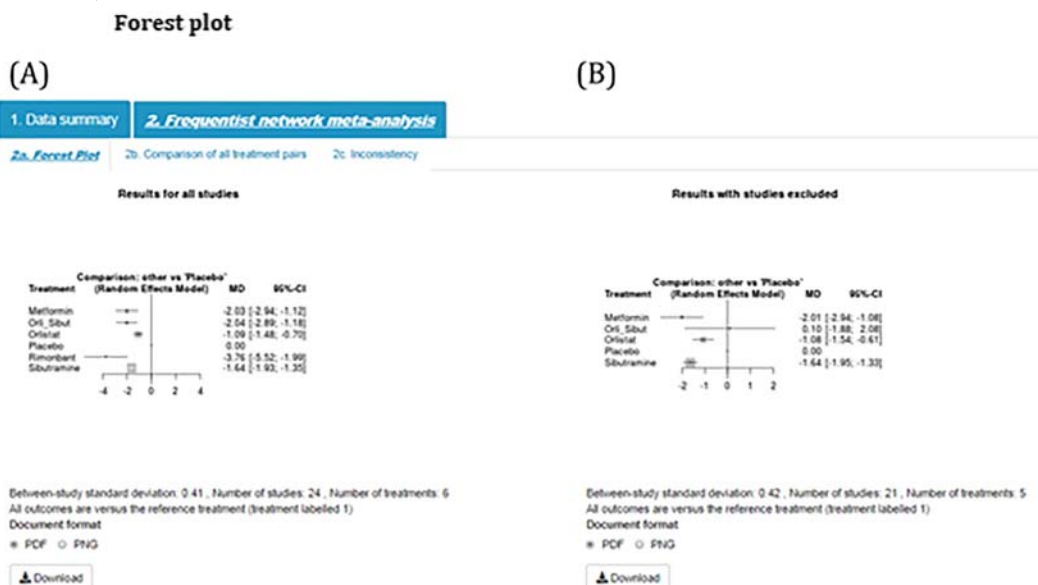 Forest plot
(A)
(B)
1. Data summary
2. Frequentist network meta-analysis
2a. Forest Plot
2b. Comparison of all treatment pairs
2c. Inconsistency
Results for all studies
Comparison: other vs 'Placebo'
Treatment (Random Effects Model) MD 95%-CI
Metformin -2.03 [-2.94; -1.12]
Orli_Sibut -2.04 [-2.89; -1.18]
Orlistat -1.09 [-1.48; -0.70]
Placebo 0.00
Rimonbant -3.76 [-5.52; -1.99]
Sibutramine -1.64 [-1.93; -1.35]
-4 -2 0 2 4
Between-study standard deviation: 0.41 , Number of studies: 24 , Number of treatments: 6
All outcomes are versus the reference treatment (treatment labelled 1)
Document format
PDF PNG
Download
Results with studies excluded
Comparison: other vs 'Placebo'
Treatment (Random Effects Model) MD 95%-CI
Metformin -2.01 [-2.94; -1.08]
Orli_Sibut 0.10 [-1.88; 2.08]
Orlistat -1.08 [-1.54; -0.61]
Placebo 0.00
Sibutramine -1.64 [-1.95; -1.33]
-2 -1 0 1 2
Between-study standard deviation: 0.42 , Number of studies: 21 , Number of treatments: 5
All outcomes are versus the reference treatment (treatment labelled 1)
Document format
PDF PNG
Download